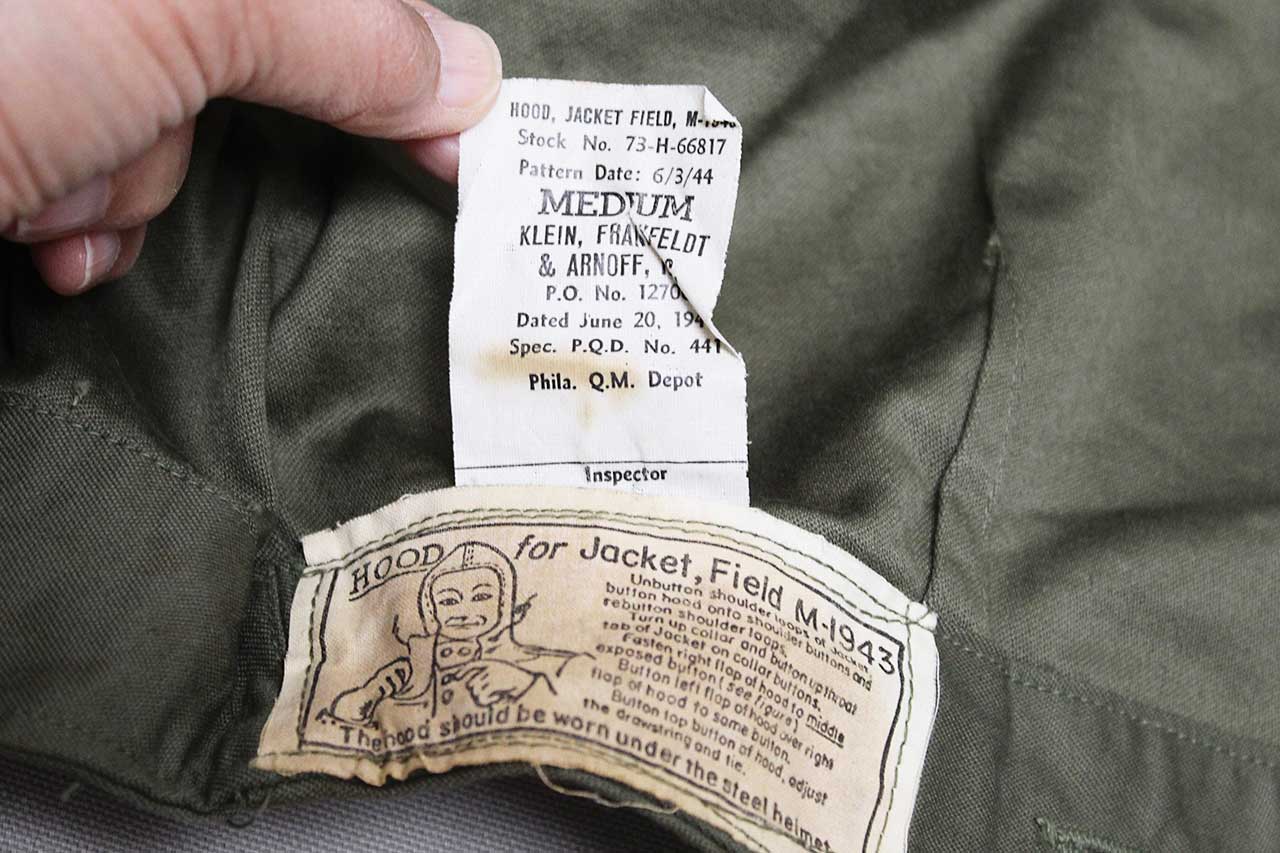 HOOD, JACKET FIELD, M-1943
Stock No. 73-H-66817
Pattern Date: 6/3/44
MEDIUM
KLEIN, FRANKFELDT
& ARNOFF,
P.O. No. 1270
Dated June 20, 194
Spec. P.Q.D. No. 441
Phila. Q.M. Depot
Inspector
HOOD for Jacket, Field M-1943
Unbutton shoulder loops of Jacket,
button hood onto shoulder buttons and
rebutton shoulder loops.
Turn up collar and button up throat
tab of Jacket on collar buttons.
Fasten right flap of hood to middle
exposed button (see figure).
Button left flap of hood over right
flap of hood to same button.
Button top button of hood, adjust
the drawstring and tie.
The hood should be worn under the steel helmet